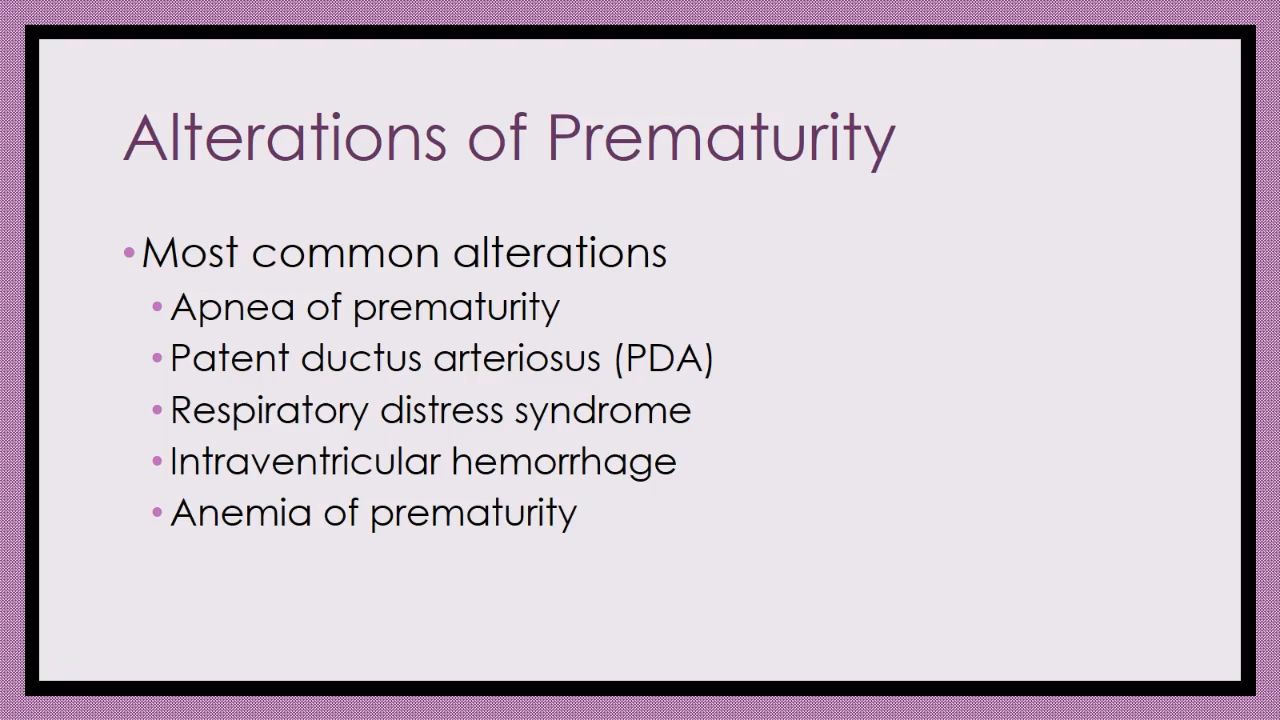 Alterations of Prematurity
•Most common alterations
•Apnea of prematurity
•Patent ductus arteriosus (PDA)
•Respiratory distress syndrome
•Intraventricular hemorrhage
•Anemia of prematurity